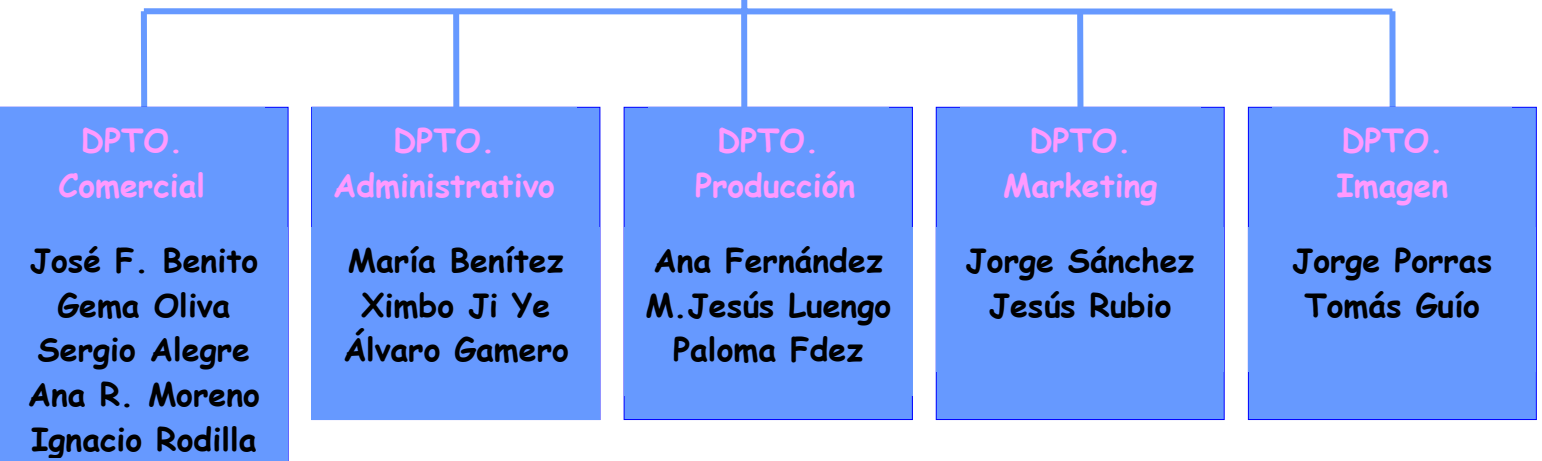 DPTO.
Comercial
José F. Benito
Gema Oliva
Sergio Alegre
Ana R. Moreno
Ignacio Rodilla
DPTO.
Administrativo
María Benítez
Ximbo Ji Ye
Álvaro Gamero
DPTO.
Producción
Ana Fernández
M.Jesús Luengo
Paloma Fdez
DPTO.
Marketing
Jorge Sánchez
Jesús Rubio
DPTO.
Imagen
Jorge Porras
Tomás Guío